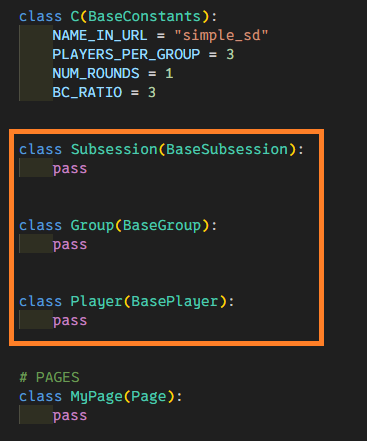 class C(BaseConstants):
    NAME_IN_URL = "simple_sd"
    PLAYERS_PER_GROUP = 3
    NUM_ROUNDS = 1
    BC_RATIO = 3
class Subsession(BaseSubsession):
    pass
class Group(BaseGroup):
    pass
class Player(BasePlayer):
    pass
# PAGES
class MyPage(Page):
    pass